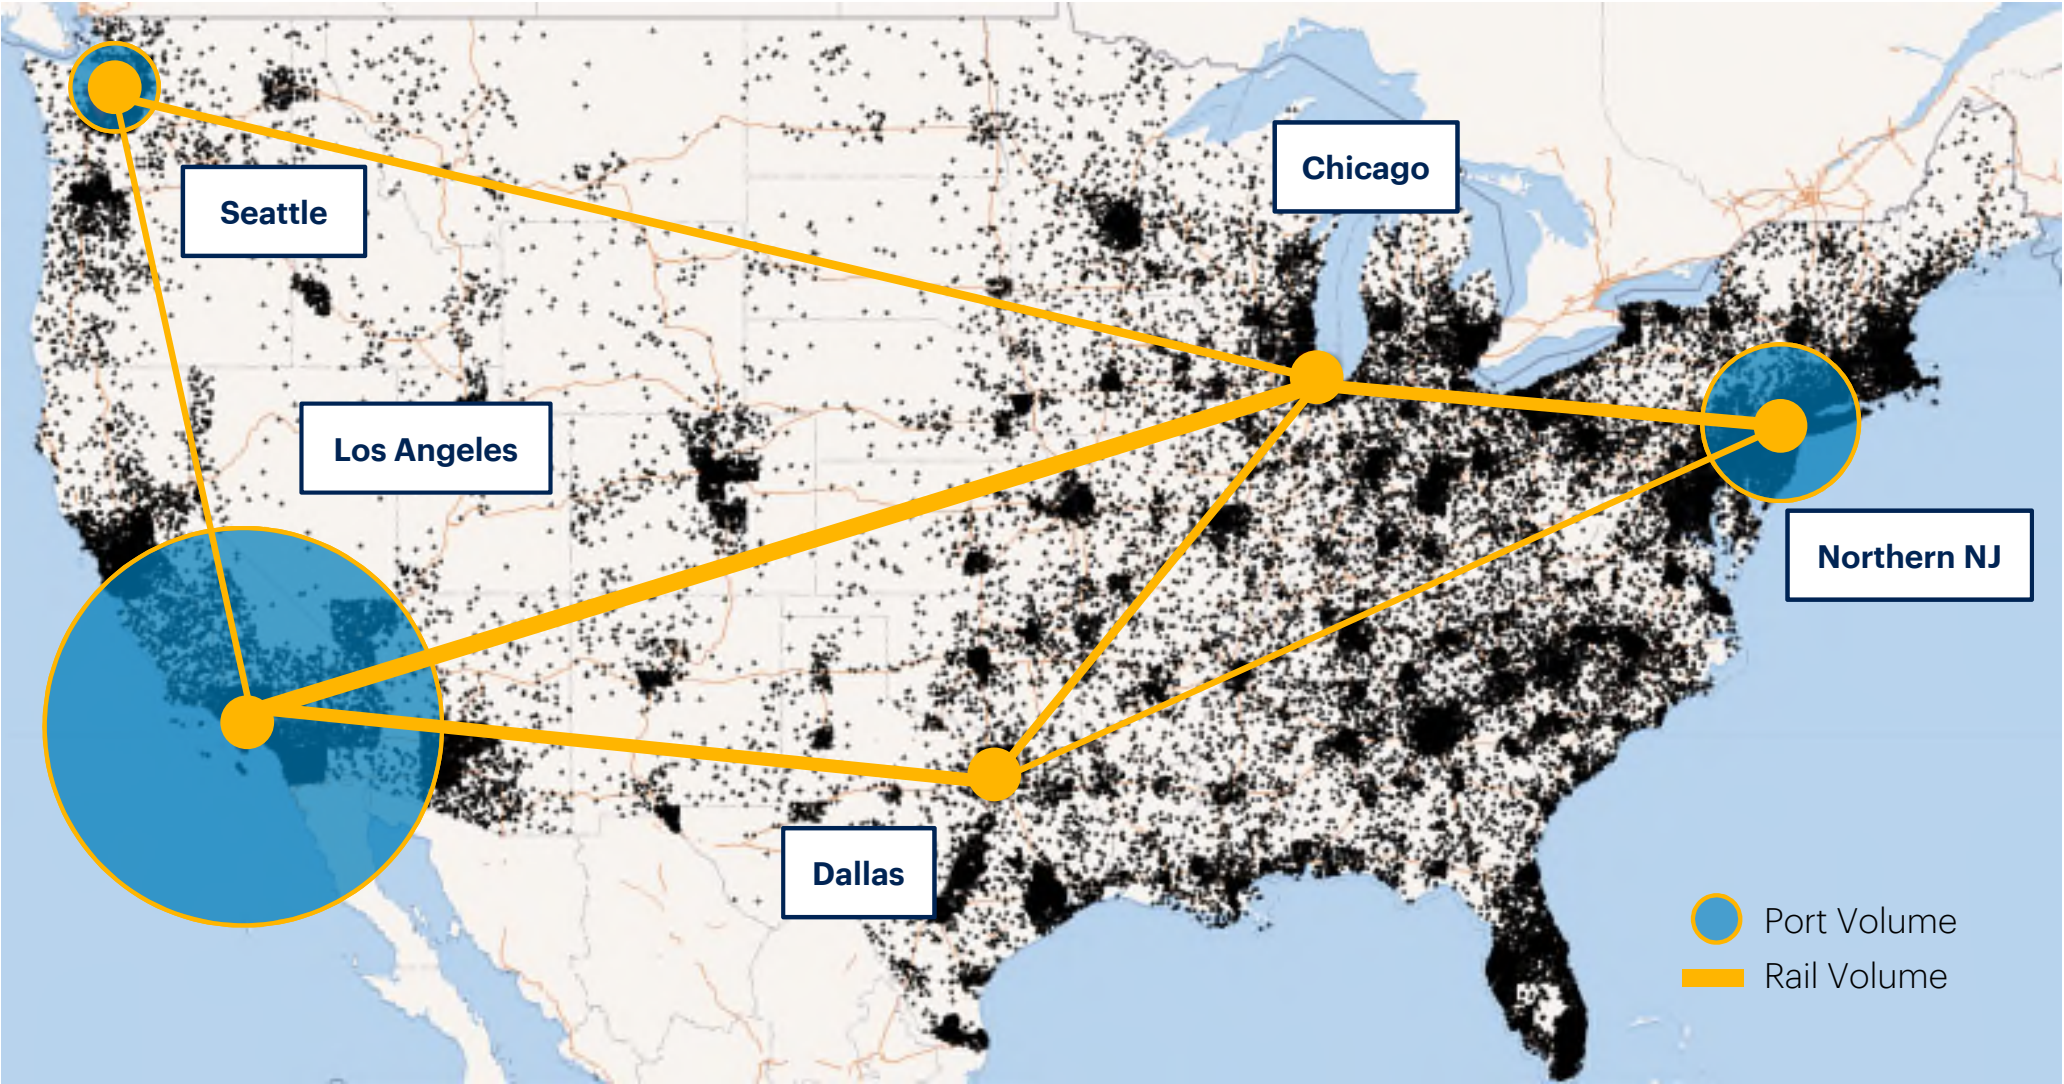 Chicago
Seattle
Los Angeles
Northern NJ
Dallas
Port Volume
Rail Volume